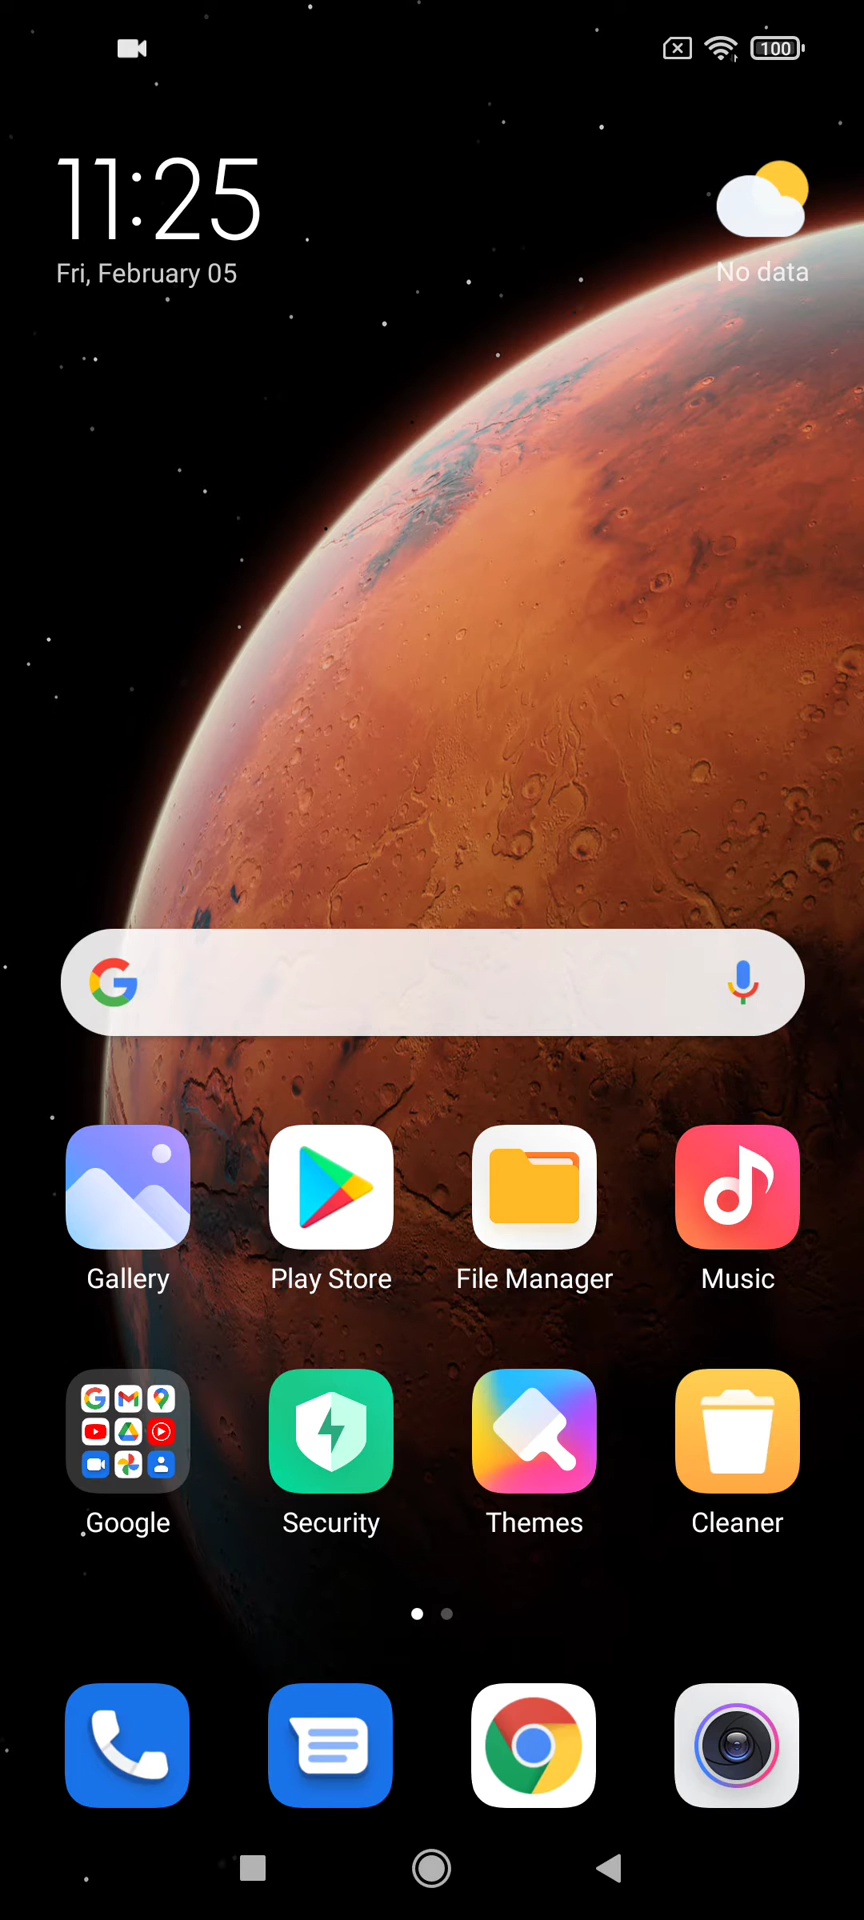 100
11:25
Fri, February 05
No data
Gallery
Play Store
File Manager
Music
Google
Security
Themes
Cleaner